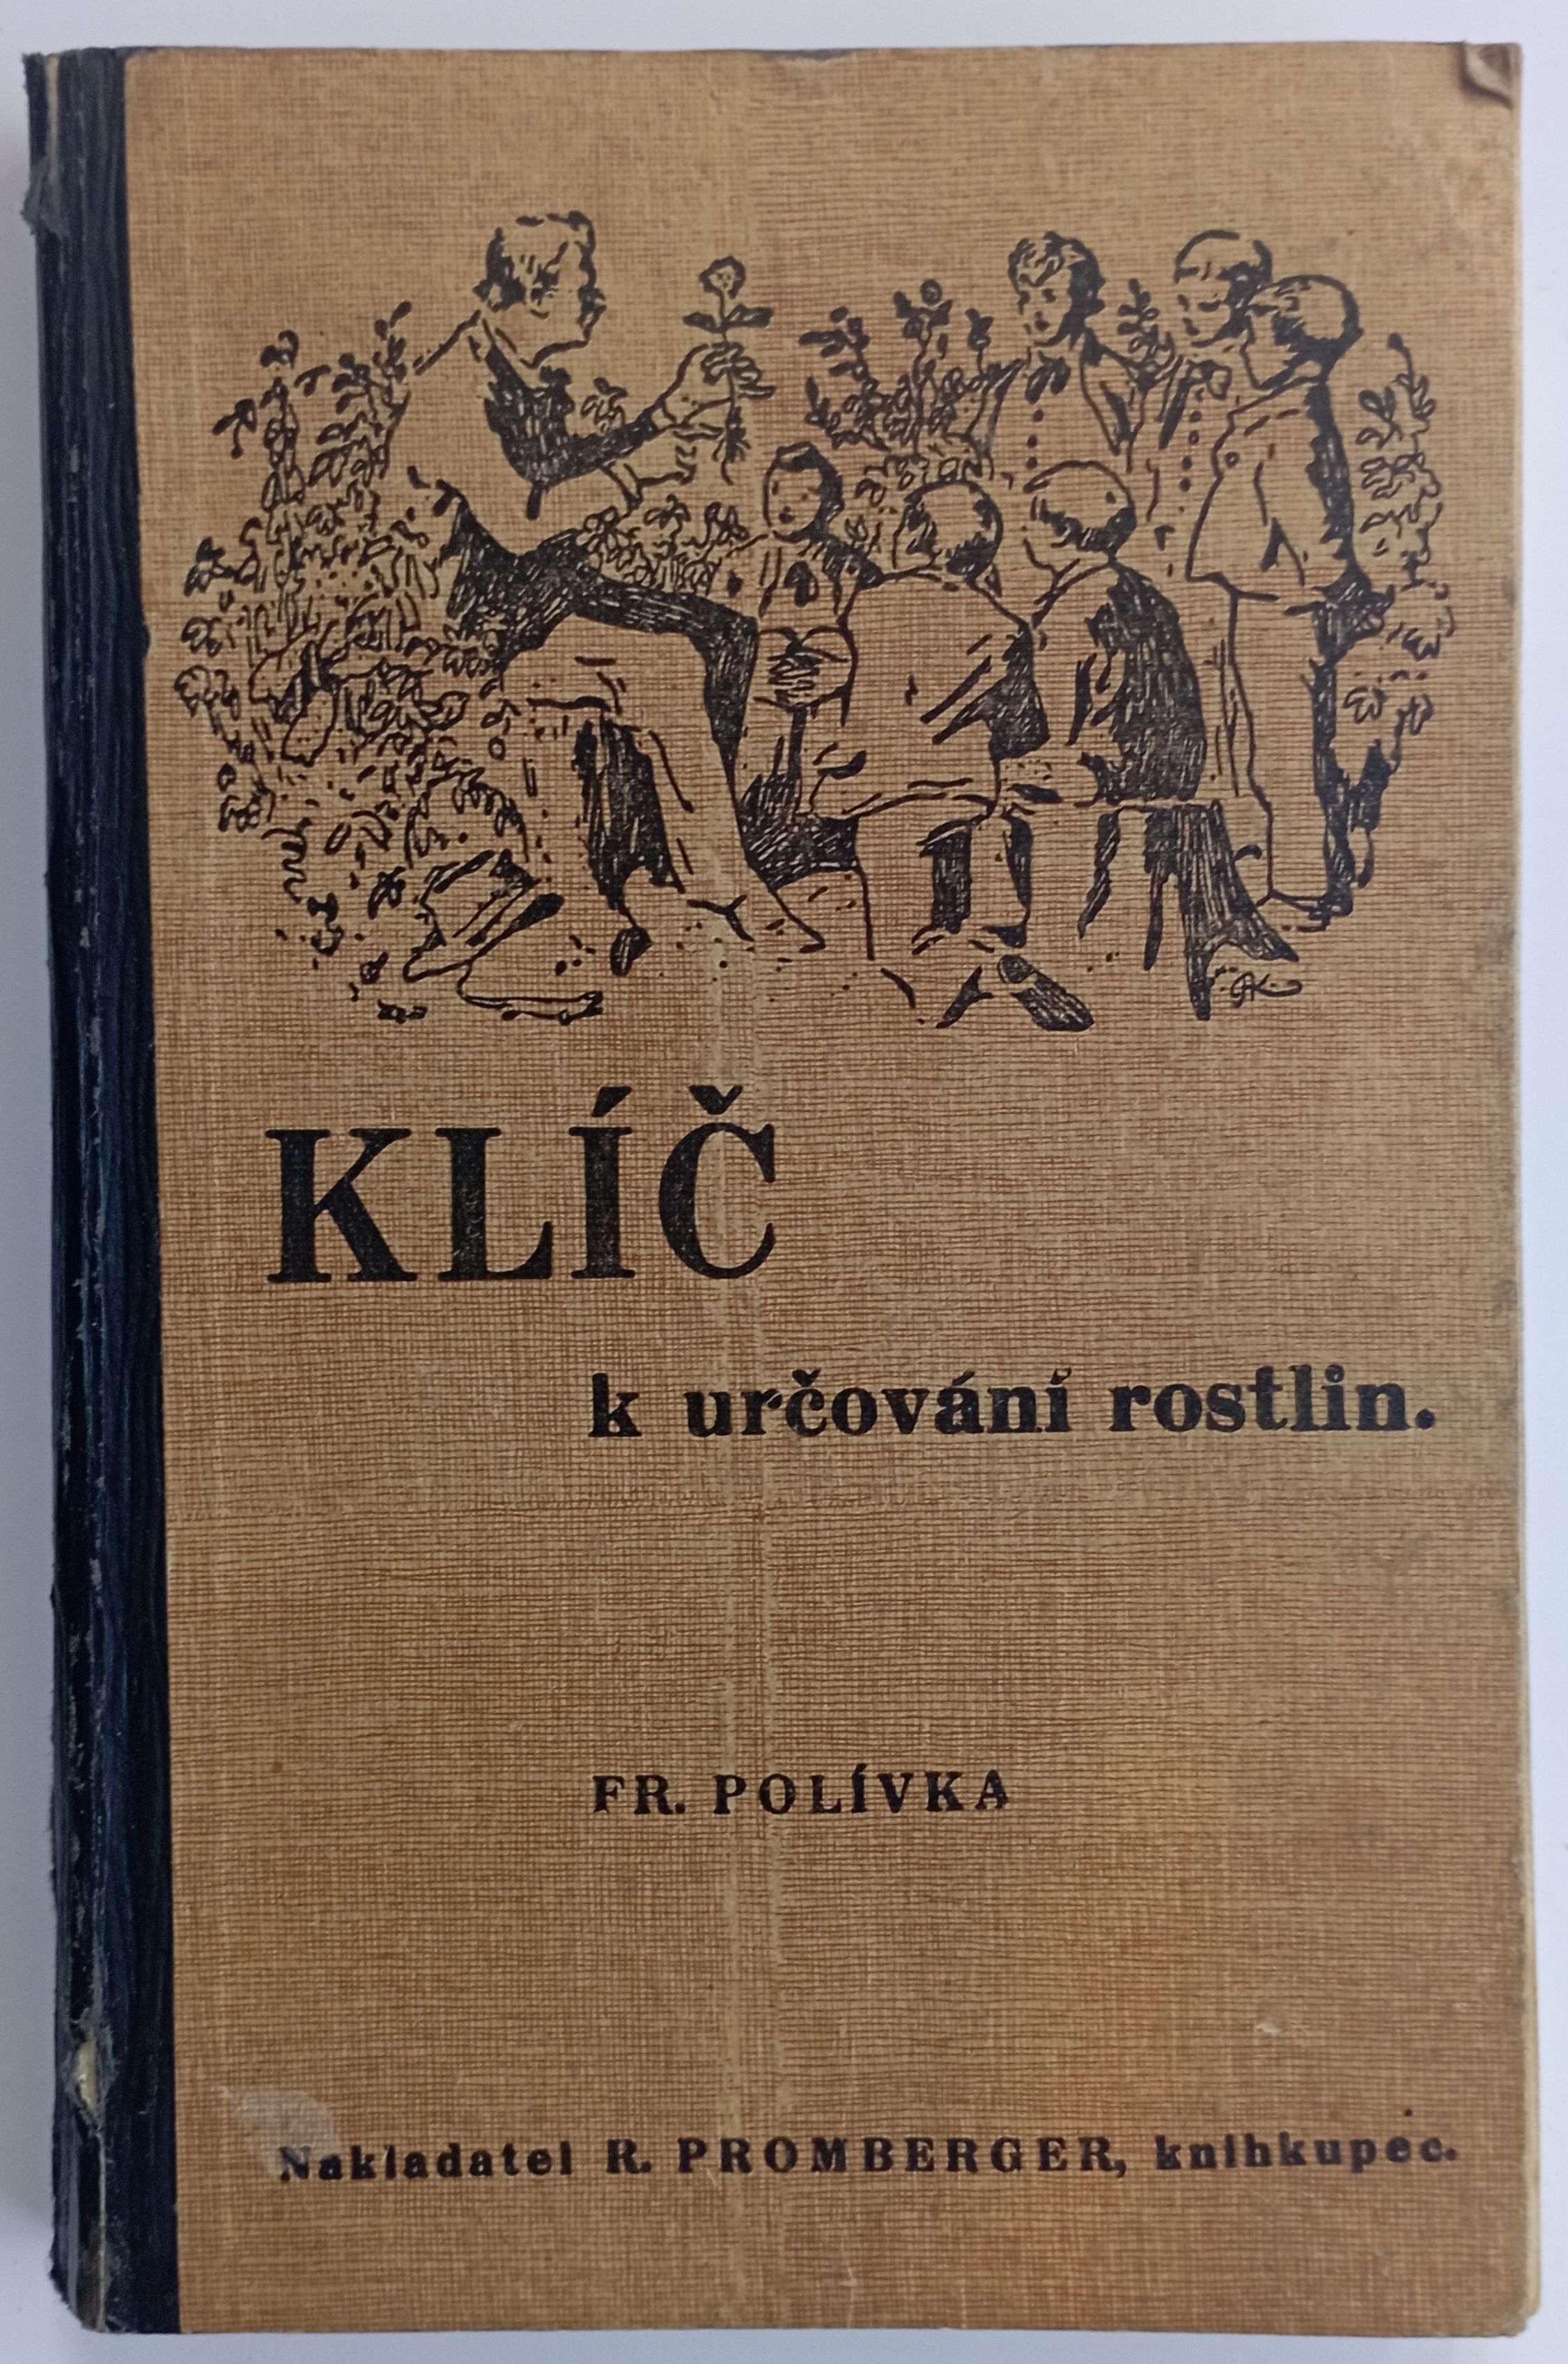 KLÍČ
k určování rostlin.
FR. POLÍVKA
Nakladatel R. PROMBERGER, knihkupec.